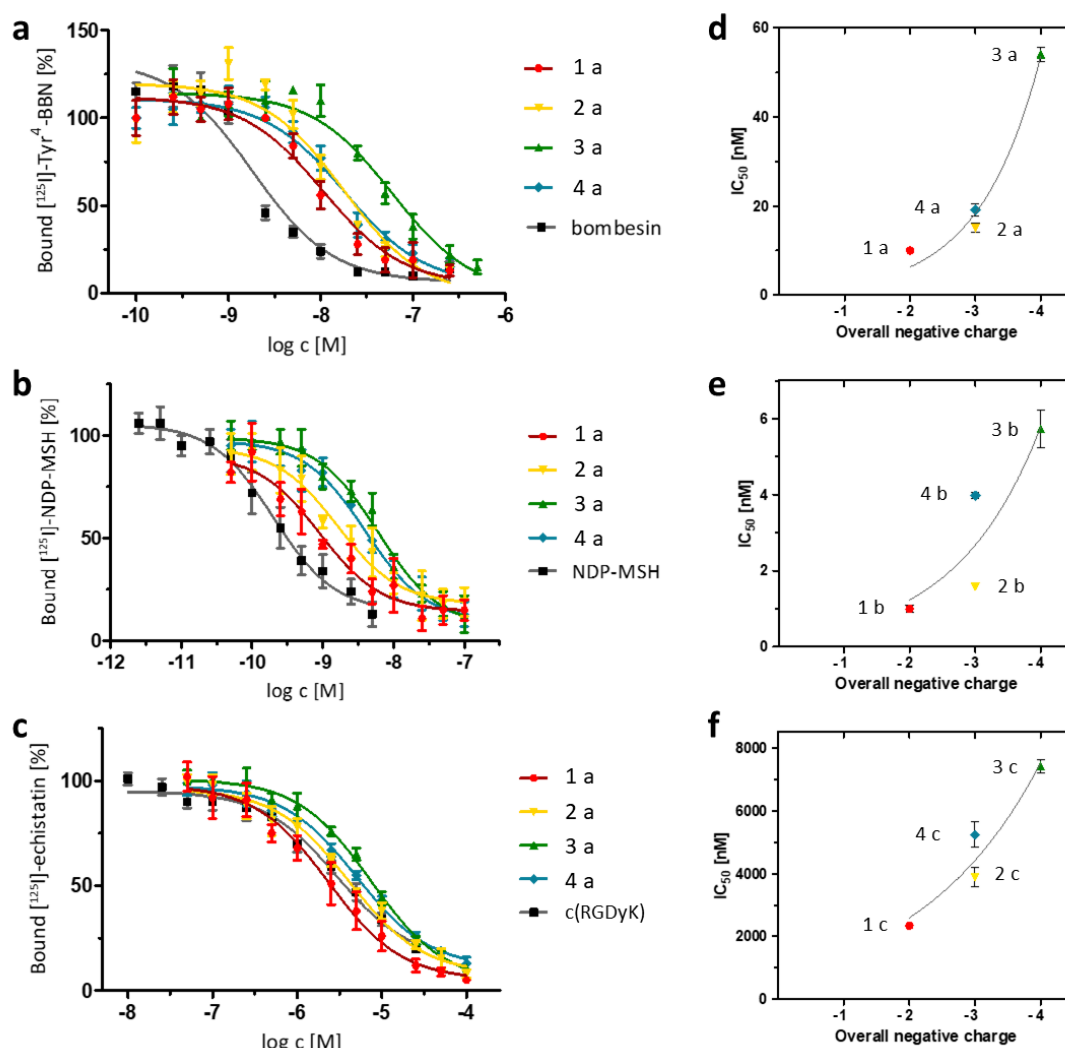 a
150
100
50
0
Bound [¹²⁵I]-Tyr⁴-BBN [%]
-10
-9
-8
-7
-6
log c [M]
1 a
2 a
3 a
4 a
bombesin
d
60
40
20
0
IC₅₀ [nM]
3 a
4 a
2 a
1 a
-1
-2
-3
-4
Overall negative charge
b
100
50
0
Bound [¹²⁵I]-NDP-MSH [%]
-12
-11
-10
-9
-8
-7
log c [M]
1 a
2 a
3 a
4 a
NDP-MSH
e
6
4
2
0
IC₅₀ [nM]
3 b
4 b
2 b
1 b
-1
-2
-3
-4
Overall negative charge
c
100
50
0
Bound [¹²⁵I]-echistatin [%]
-8
-7
-6
-5
-4
log c [M]
1 a
2 a
3 a
4 a
c(RGDyK)
f
8000
6000
4000
2000
0
IC₅₀ [nM]
3 c
4 c
2 c
1 c
-1
-2
-3
-4
Overall negative charge